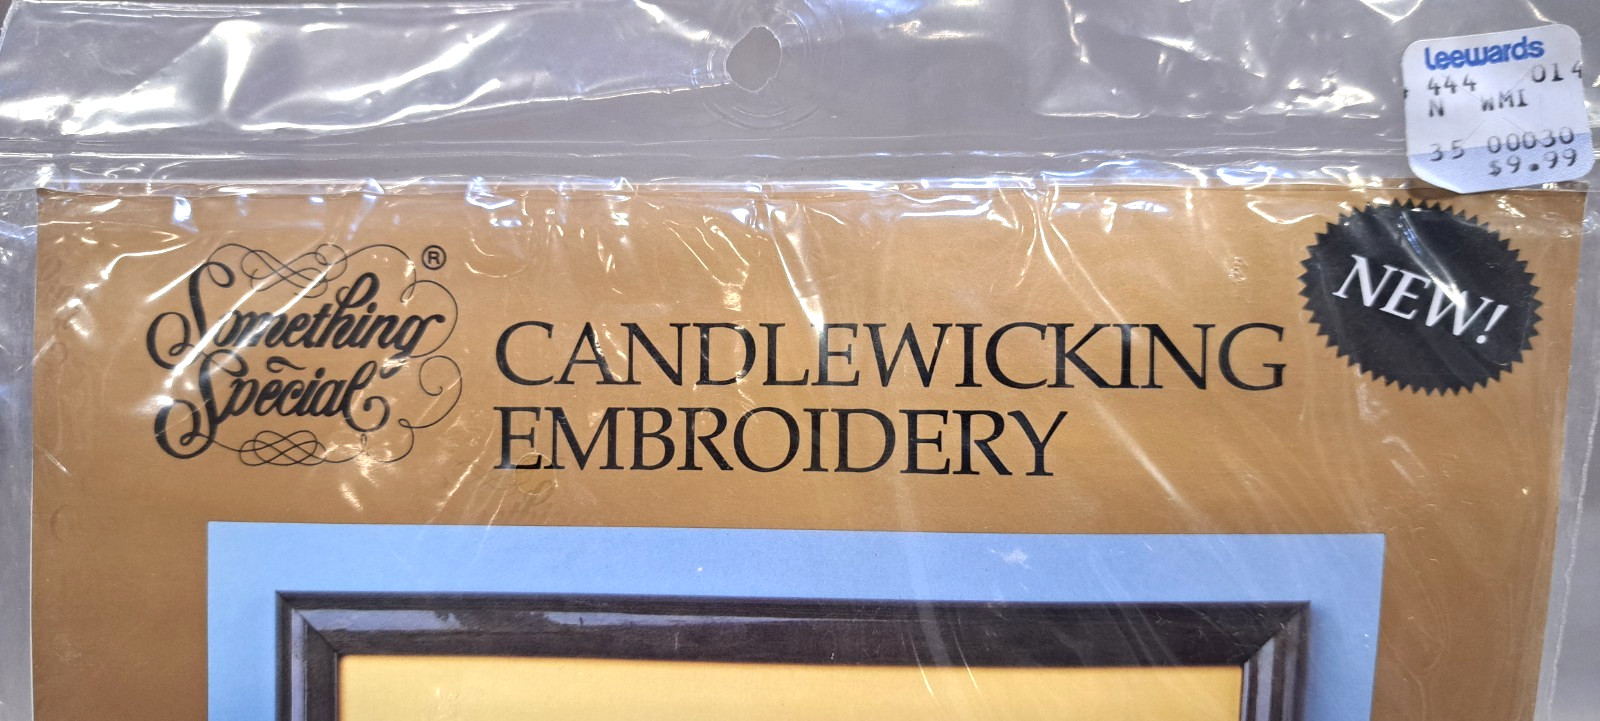 leewards
444 014
N WMI
35 00030
$9.99
Something
Special
®
CANDLEWICKING
EMBROIDERY
NEW!